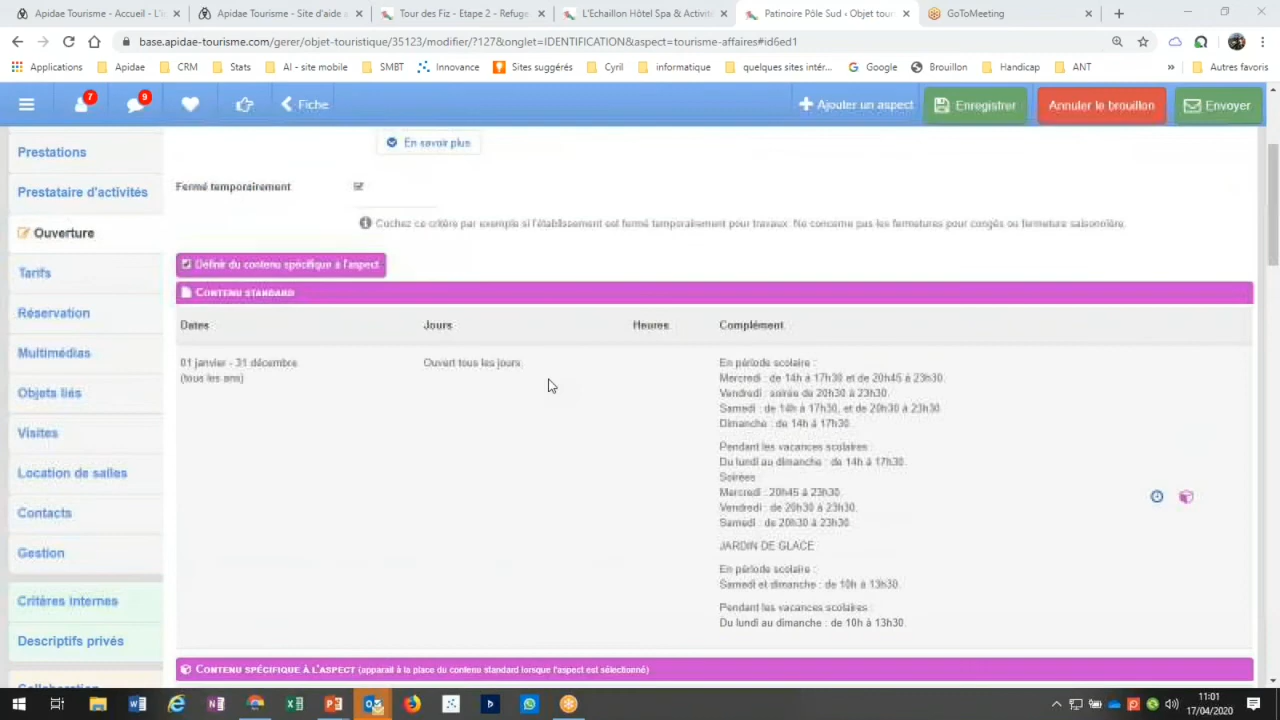 Apidae Tourisme - Accueil - L'i
Apidae Tourisme - Site d'aide
Tour des Fiz - Etape 2 - Refuge
L'Echaillon Hôtel Spa & Activité
Patinoire Pôle Sud ‹ Objet tour
GoToMeeting
base.apidae-tourisme.com/gerer/objet-touristique/35123/modifier/?127&onglet=IDENTIFICATION&aspect=tourisme-affaires#id6ed1
Applications
Apidae
CRM
Stats
AI - site mobile
SMBT
Innovance
Sites suggérés
Cyril
informatique
quelques sites intér...
Google
Brouillon
Handicap
ANT
»
Autres favoris
7
9
Fiche
Ajouter un aspect
Enregistrer
Annuler le brouillon
Envoyer
Prestations
Prestataire d'activités
Ouverture
Tarifs
Réservation
Multimédias
Objets liés
Visites
Location de salles
Contacts
Gestion
Critères internes
Descriptifs privés
Collaboration
En savoir plus
Fermé temporairement
Cochez ce critère par exemple si l'établissement est fermé temporairement pour travaux. Ne concerne pas les fermetures pour congés ou fermeture saisonnière.
Définir du contenu spécifique à l'aspect
CONTENU STANDARD
Dates
Jours
Heures
Complément
01 janvier - 31 décembre
(tous les ans)
Ouvert tous les jours
En période scolaire :
Mercredi : de 14h à 17h30 et de 20h45 à 23h30.
Vendredi : soirée de 20h30 à 23h30.
Samedi : de 14h à 17h30, et de 20h30 à 23h30
Dimanche : de 14h à 17h30.
Pendant les vacances scolaires :
Du lundi au dimanche : de 14h à 17h30.
Soirées :
Mercredi : 20h45 à 23h30.
Vendredi : de 20h30 à 23h30.
Samedi : de 20h30 à 23h30.
JARDIN DE GLACE
En période scolaire :
Samedi et dimanche : de 10h à 13h30.
Pendant les vacances scolaires :
Du lundi au dimanche : de 10h à 13h30.
CONTENU SPÉCIFIQUE À L'ASPECT (apparaît à la place du contenu standard lorsque l'aspect est sélectionné)
11:01
17/04/2020